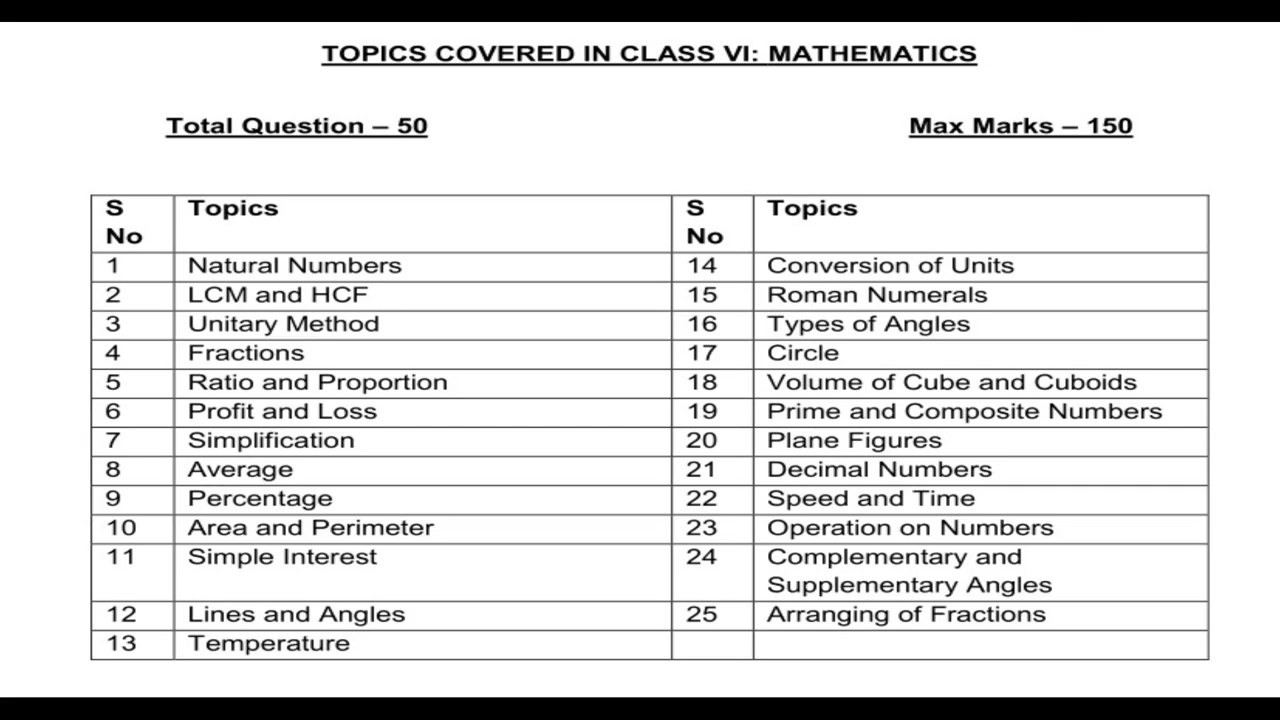 TOPICS COVERED IN CLASS VI: MATHEMATICS
Total Question – 50 Max Marks – 150
S No Topics S No Topics
1 Natural Numbers 14 Conversion of Units
2 LCM and HCF 15 Roman Numerals
3 Unitary Method 16 Types of Angles
4 Fractions 17 Circle
5 Ratio and Proportion 18 Volume of Cube and Cuboids
6 Profit and Loss 19 Prime and Composite Numbers
7 Simplification 20 Plane Figures
8 Average 21 Decimal Numbers
9 Percentage 22 Speed and Time
10 Area and Perimeter 23 Operation on Numbers
11 Simple Interest 24 Complementary and
Supplementary Angles
12 Lines and Angles 25 Arranging of Fractions
13 Temperature